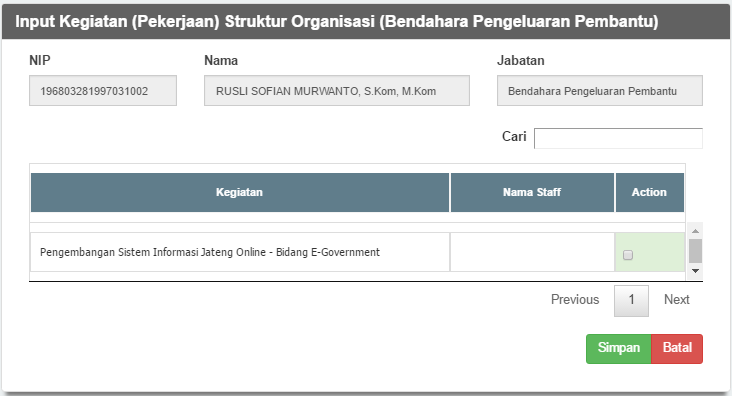 Input Kegiatan (Pekerjaan) Struktur Organisasi (Bendahara Pengeluaran Pembantu)
NIP Nama Jabatan
196803281997031002 RUSLI SOFIAN MURWANTO, S.Kom, M.Kom Bendahara Pengeluaran Pembantu
Cari
Kegiatan Nama Staff Action
Pengembangan Sistem Informasi Jateng Online - Bidang E-Government
Previous 1 Next
Simpan Batal